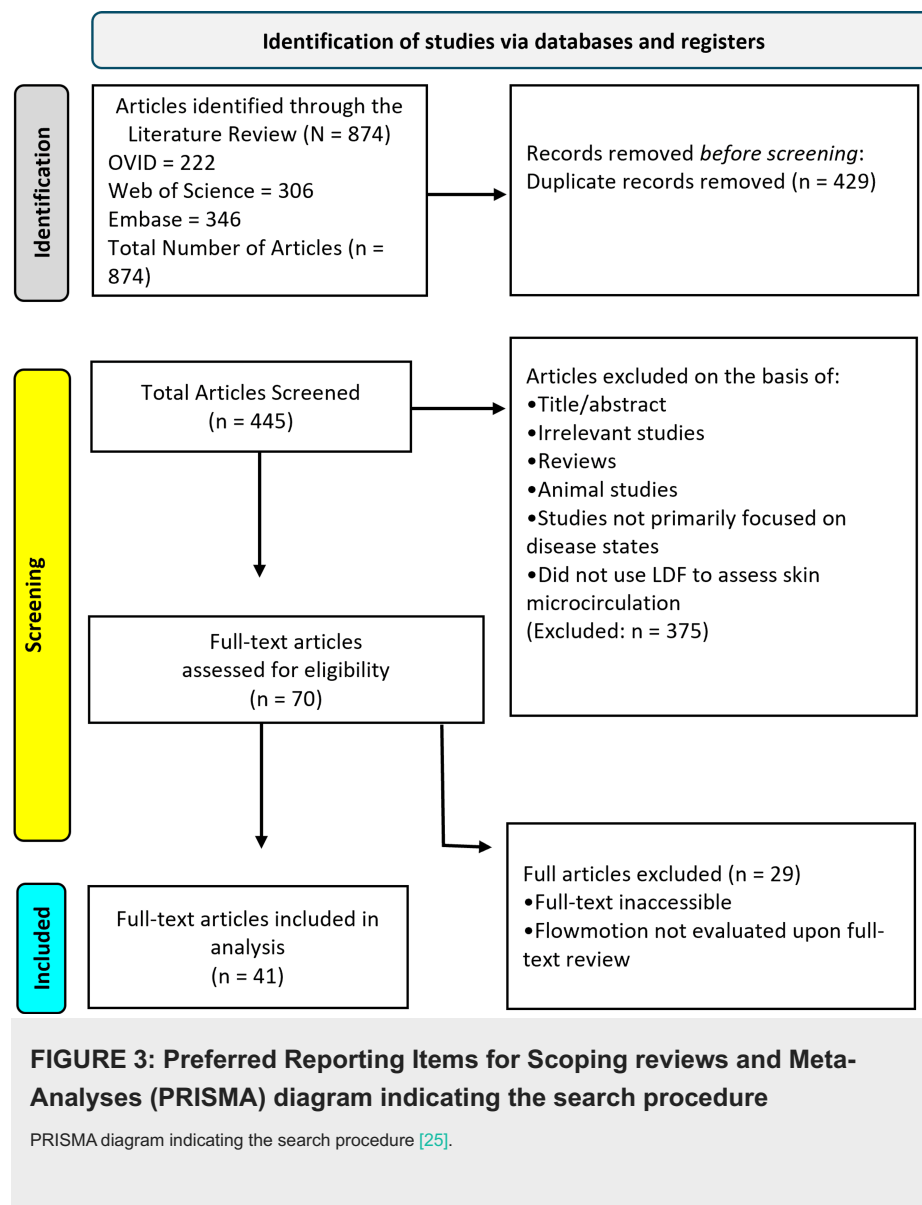 Identification of studies via databases and registers
Identification
Articles identified through the
Literature Review (N = 874)
OVID = 222
Web of Science = 306
Embase = 346
Total Number of Articles (n =
874)
Records removed before screening:
Duplicate records removed (n = 429)
Screening
Total Articles Screened
(n = 445)
Articles excluded on the basis of:
•Title/abstract
•Irrelevant studies
•Reviews
•Animal studies
•Studies not primarily focused on
disease states
•Did not use LDF to assess skin
microcirculation
(Excluded: n = 375)
Full-text articles
assessed for eligibility
(n = 70)
Full articles excluded (n = 29)
•Full-text inaccessible
•Flowmotion not evaluated upon full-
text review
Included
Full-text articles included in
analysis
(n = 41)
FIGURE 3: Preferred Reporting Items for Scoping reviews and Meta-
Analyses (PRISMA) diagram indicating the search procedure
PRISMA diagram indicating the search procedure [25].